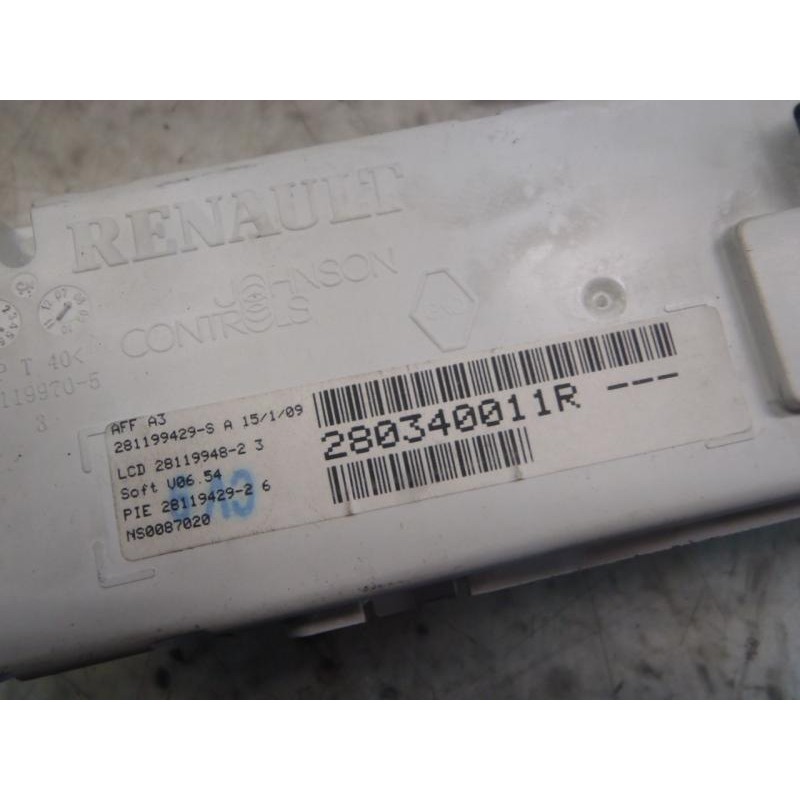 RENAULT
JOHNSON
CONTROLS
P T 40<
119970-5
3
AFF A3
281199429-S A 15/1/09
LCD 28119948-2 3
Soft V06.54
PIE 28119429-2 6
NS0087020
280340011R ---